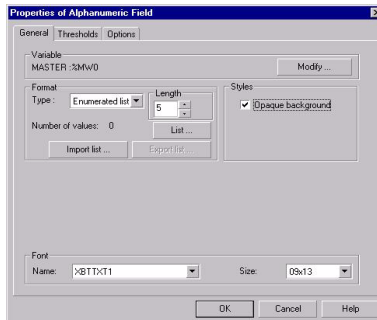 Properties of Alphanumeric Field
General Thresholds Options
Variable
MASTER :%MW0
Modify ...
Format
Type : Enumerated list
Length
5
Number of values: 0
List ...
Import list ... Export list ...
Styles
Opaque background
Font
Name: XBTTXT1 Size: 09x13
OK Cancel Help